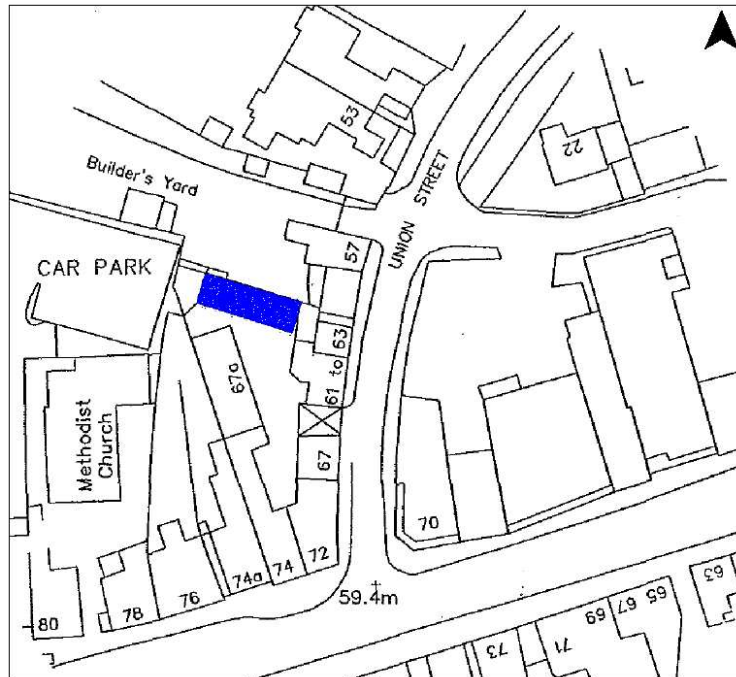 53
22
Builder's Yard
UNION STREET
57
CAR PARK
61 to 63
67a
Methodist
Church
67
70
72
74
74a
76
78
80
59.4m
63
65
67
69
71
73